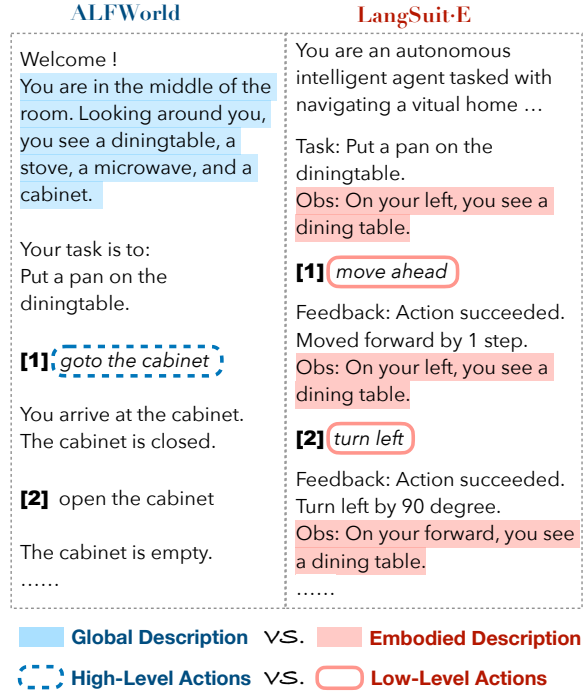 ALFWorld
Welcome !
You are in the middle of the
room. Looking around you,
you see a diningtable, a
stove, a microwave, and a
cabinet.
Your task is to:
Put a pan on the
diningtable.
[1] goto the cabinet
You arrive at the cabinet.
The cabinet is closed.
[2] open the cabinet
The cabinet is empty.
......
LangSuit·E
You are an autonomous
intelligent agent tasked with
navigating a vitual home ...
Task: Put a pan on the
diningtable.
Obs: On your left, you see a
dining table.
[1] move ahead
Feedback: Action succeeded.
Moved forward by 1 step.
Obs: On your left, you see a
dining table.
[2] turn left
Feedback: Action succeeded.
Turn left by 90 degree.
Obs: On your forward, you see
a dining table.
......
Global Description VS. Embodied Description
High-Level Actions VS. Low-Level Actions